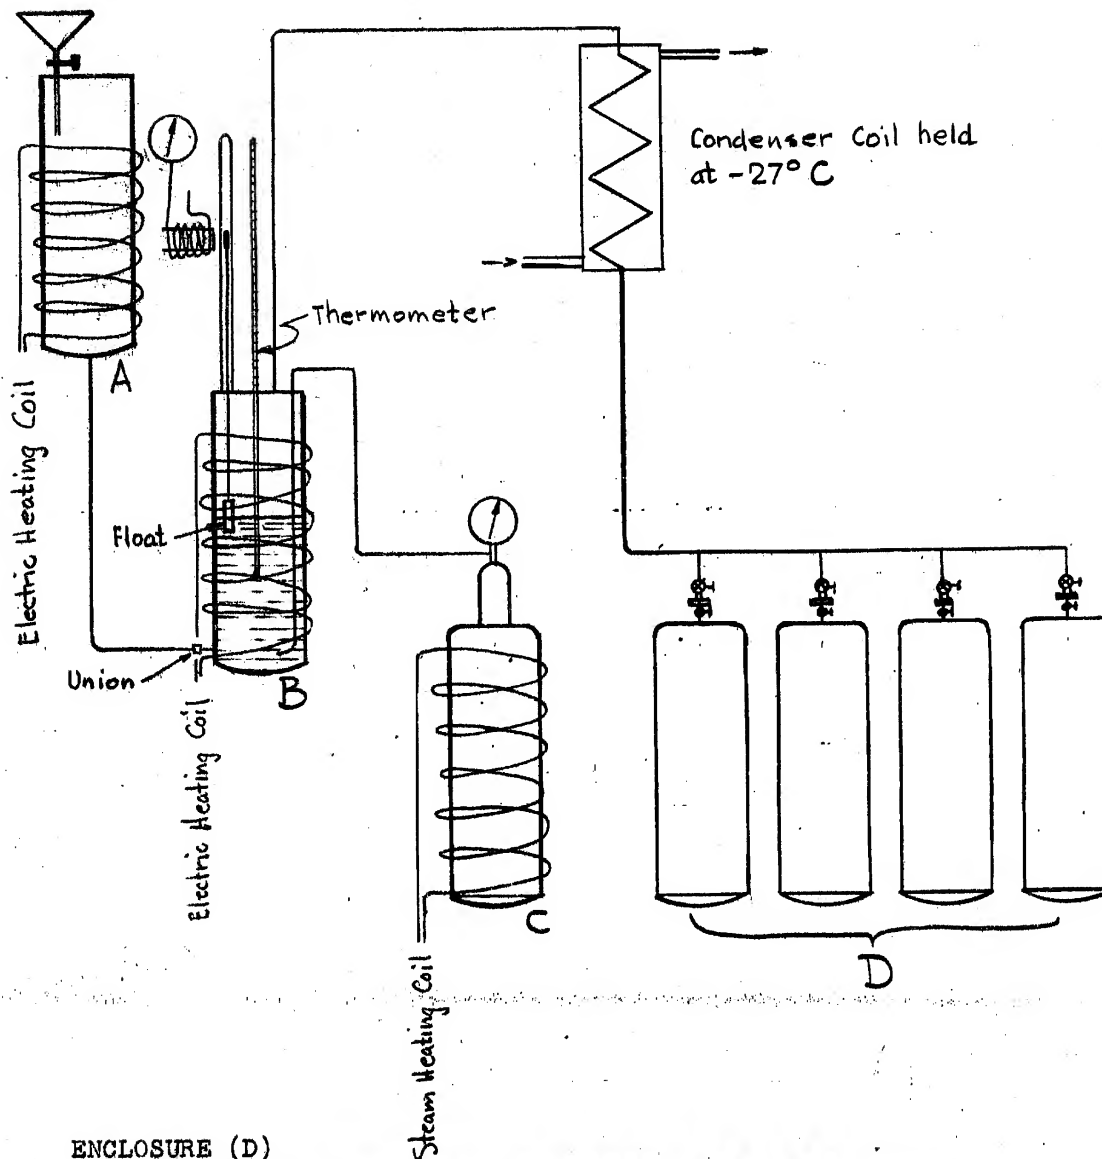 Condenser Coil held
at -27° C
Thermometer
A
Electric Heating Coil
Float
Union
B
Electric Heating Coil
C
D
Steam Heating Coil
ENCLOSURE (D)